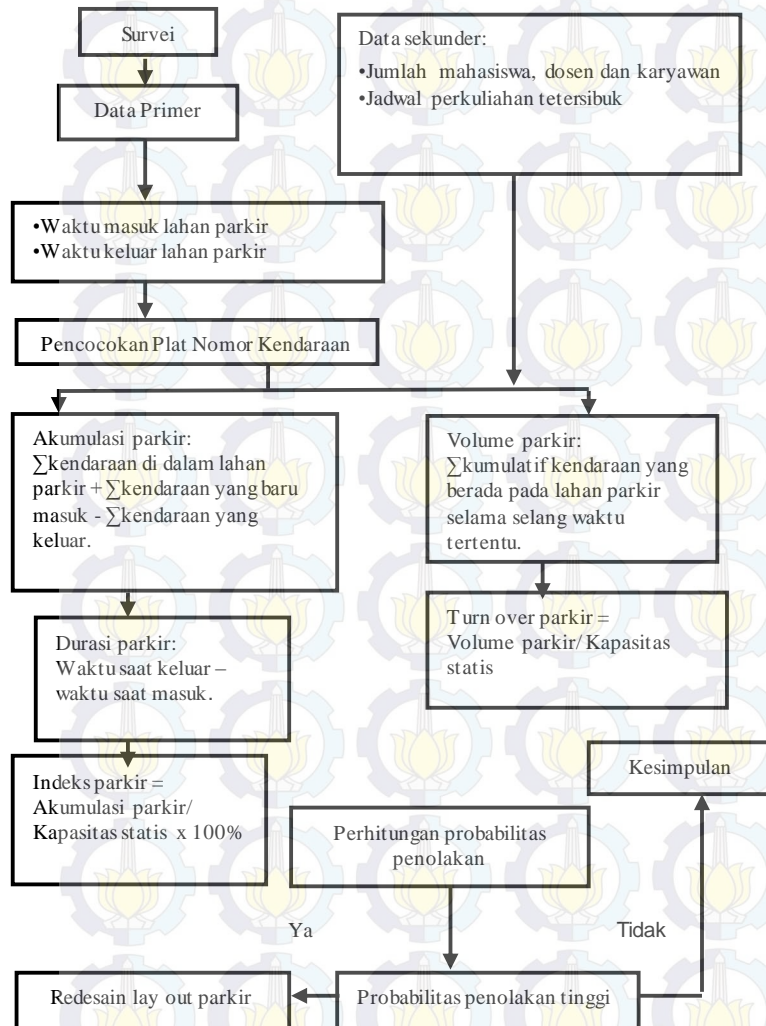 Survei
Data sekunder:
•Jumlah mahasiswa, dosen dan karyawan
•Jadwal perkuliahan tetersibuk
Data Primer
•Waktu masuk lahan parkir
•Waktu keluar lahan parkir
Pencocokan Plat Nomor Kendaraan
Akumulasi parkir:
∑kendaraan di dalam lahan
parkir + ∑kendaraan yang baru
masuk - ∑kendaraan yang
keluar.
Volume parkir:
∑kumulatif kendaraan yang
berada pada lahan parkir
selama selang waktu
tertentu.
Turn over parkir =
Volume parkir/ Kapasitas
statis
Durasi parkir:
Waktu saat keluar –
waktu saat masuk.
Indeks parkir =
Akumulasi parkir/
Kapasitas statis x 100%
Kesimpulan
Perhitungan probabilitas
penolakan
Ya
Tidak
Redesain lay out parkir
Probabilitas penolakan tinggi